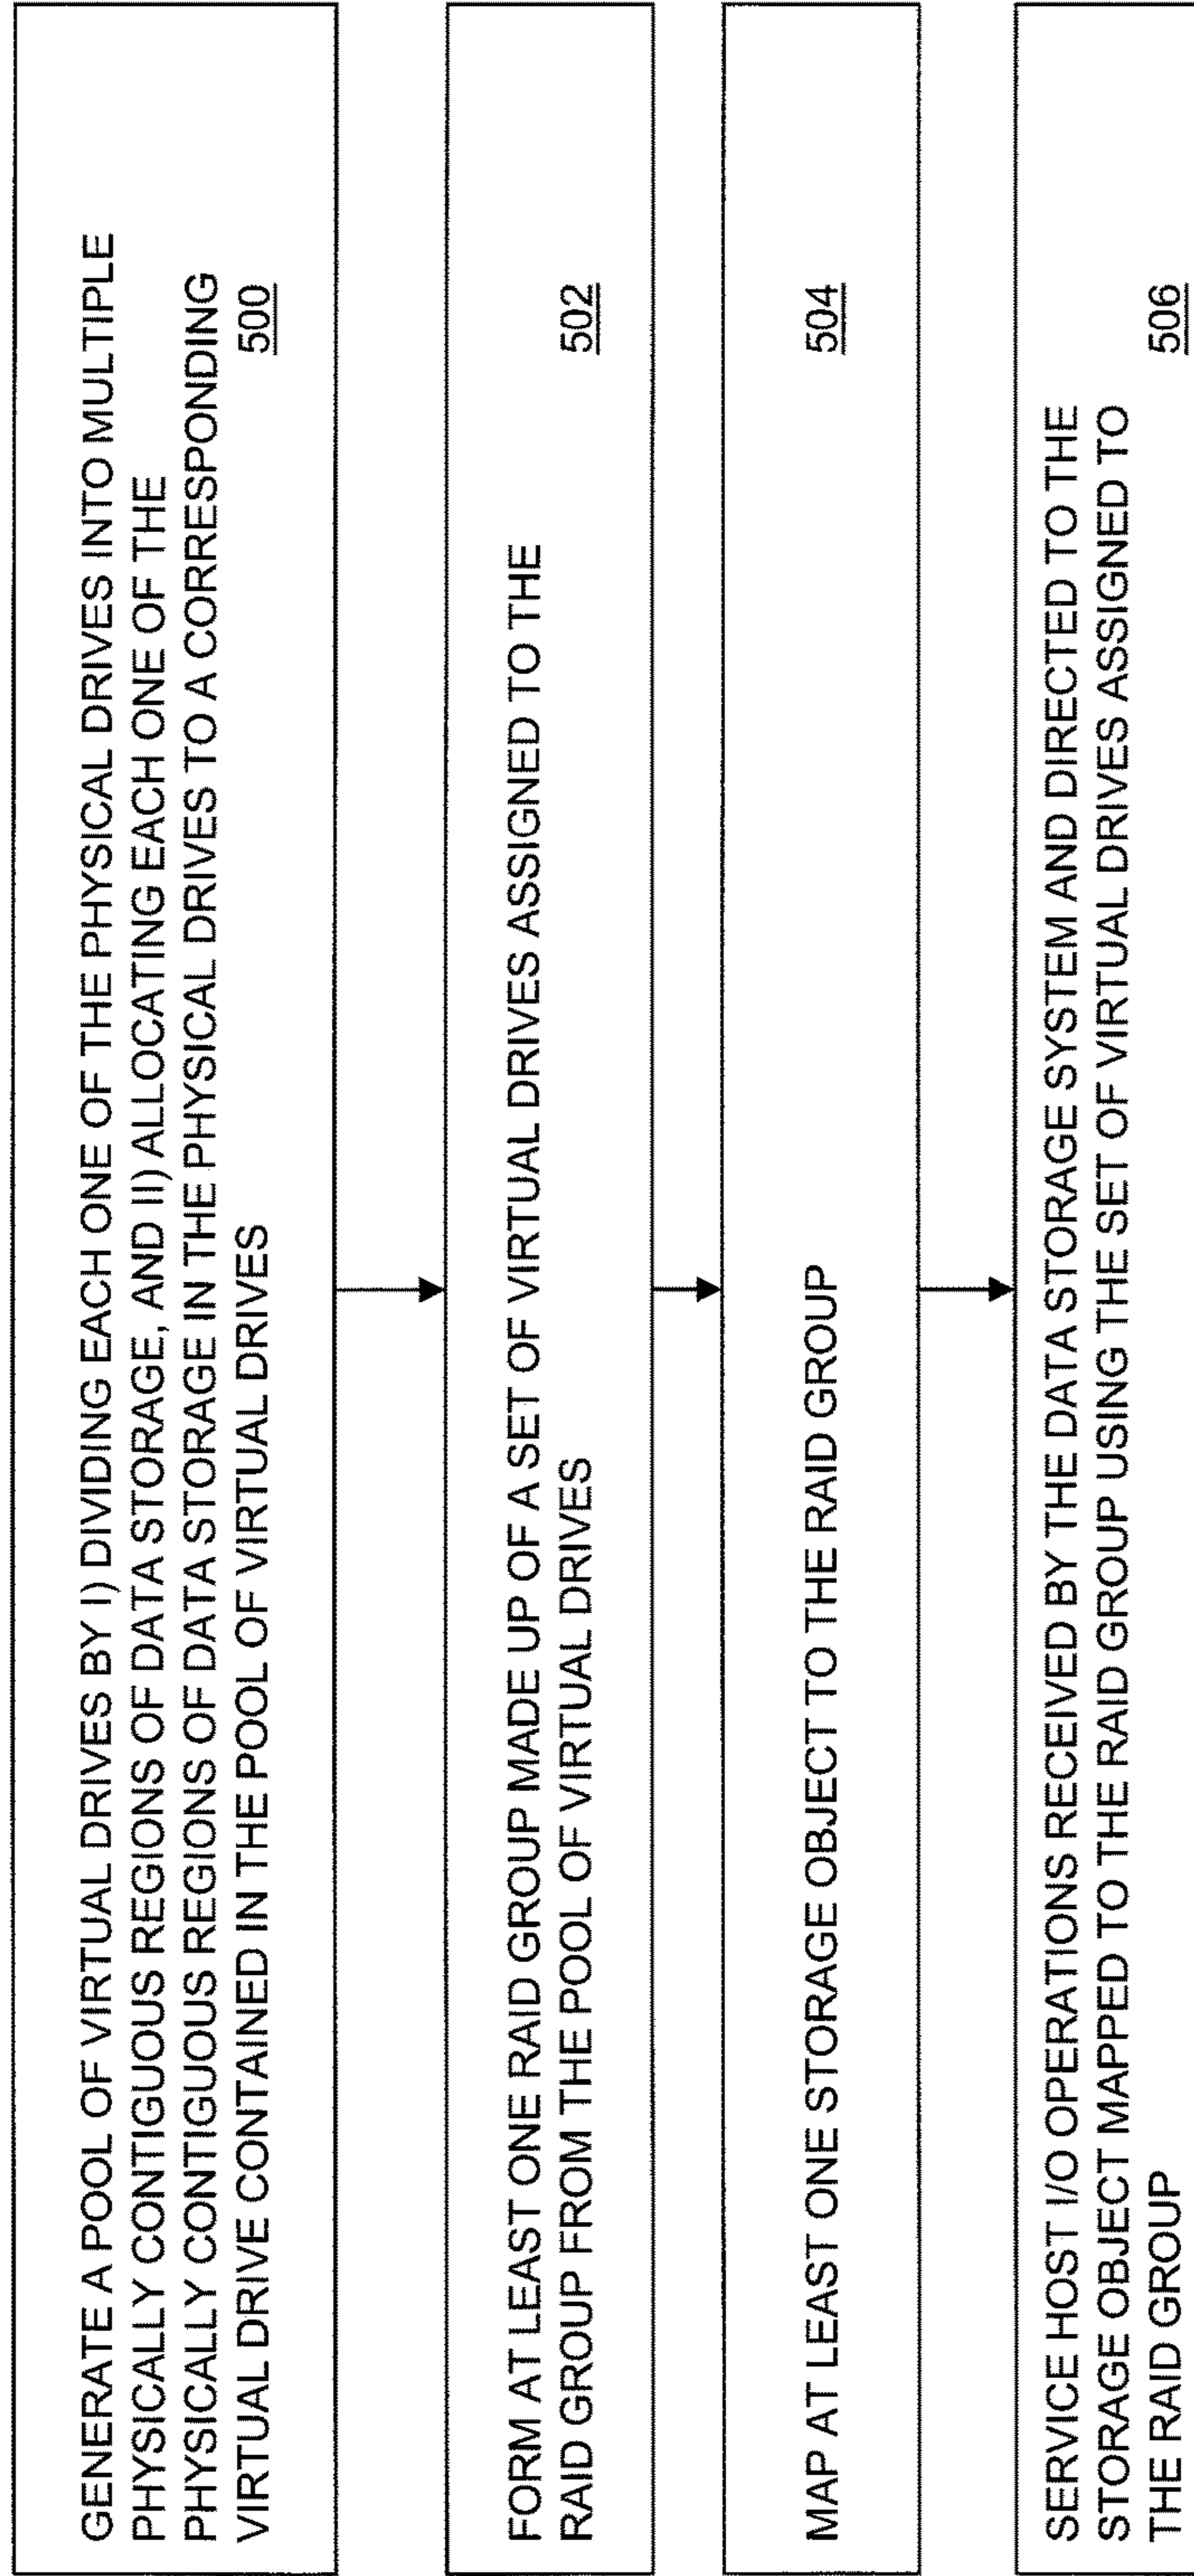 GENERATE A POOL OF VIRTUAL DRIVES BY I) DIVIDING EACH ONE OF THE PHYSICAL DRIVES INTO MULTIPLE
PHYSICALLY CONTIGUOUS REGIONS OF DATA STORAGE, AND II) ALLOCATING EACH ONE OF THE
PHYSICALLY CONTIGUOUS REGIONS OF DATA STORAGE IN THE PHYSICAL DRIVES TO A CORRESPONDING
VIRTUAL DRIVE CONTAINED IN THE POOL OF VIRTUAL DRIVES
500
FORM AT LEAST ONE RAID GROUP MADE UP OF A SET OF VIRTUAL DRIVES ASSIGNED TO THE
RAID GROUP FROM THE POOL OF VIRTUAL DRIVES
502
MAP AT LEAST ONE STORAGE OBJECT TO THE RAID GROUP
504
SERVICE HOST I/O OPERATIONS RECEIVED BY THE DATA STORAGE SYSTEM AND DIRECTED TO THE
STORAGE OBJECT MAPPED TO THE RAID GROUP USING THE SET OF VIRTUAL DRIVES ASSIGNED TO
THE RAID GROUP
506